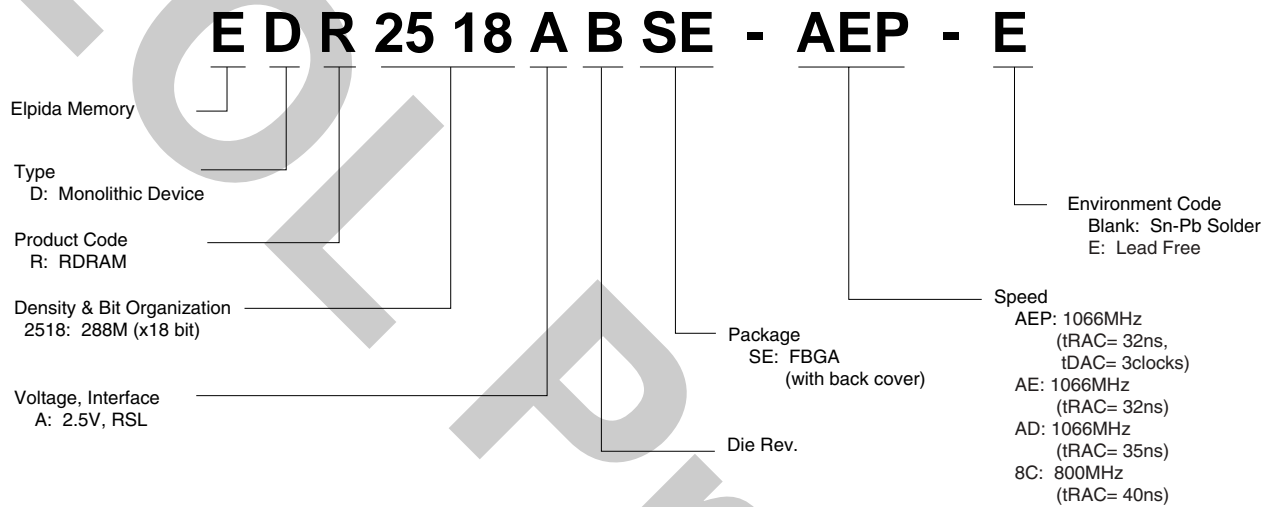 E D R 25 18 A B SE - AEP - E
Elpida Memory
Type
D: Monolithic Device
Product Code
R: RDRAM
Density & Bit Organization
2518: 288M (x18 bit)
Voltage, Interface
A: 2.5V, RSL
Package
SE: FBGA
(with back cover)
Die Rev.
Environment Code
Blank: Sn-Pb Solder
E: Lead Free
Speed
AEP: 1066MHz
(tRAC= 32ns,
tDAC= 3clocks)
AE: 1066MHz
(tRAC= 32ns)
AD: 1066MHz
(tRAC= 35ns)
8C: 800MHz
(tRAC= 40ns)